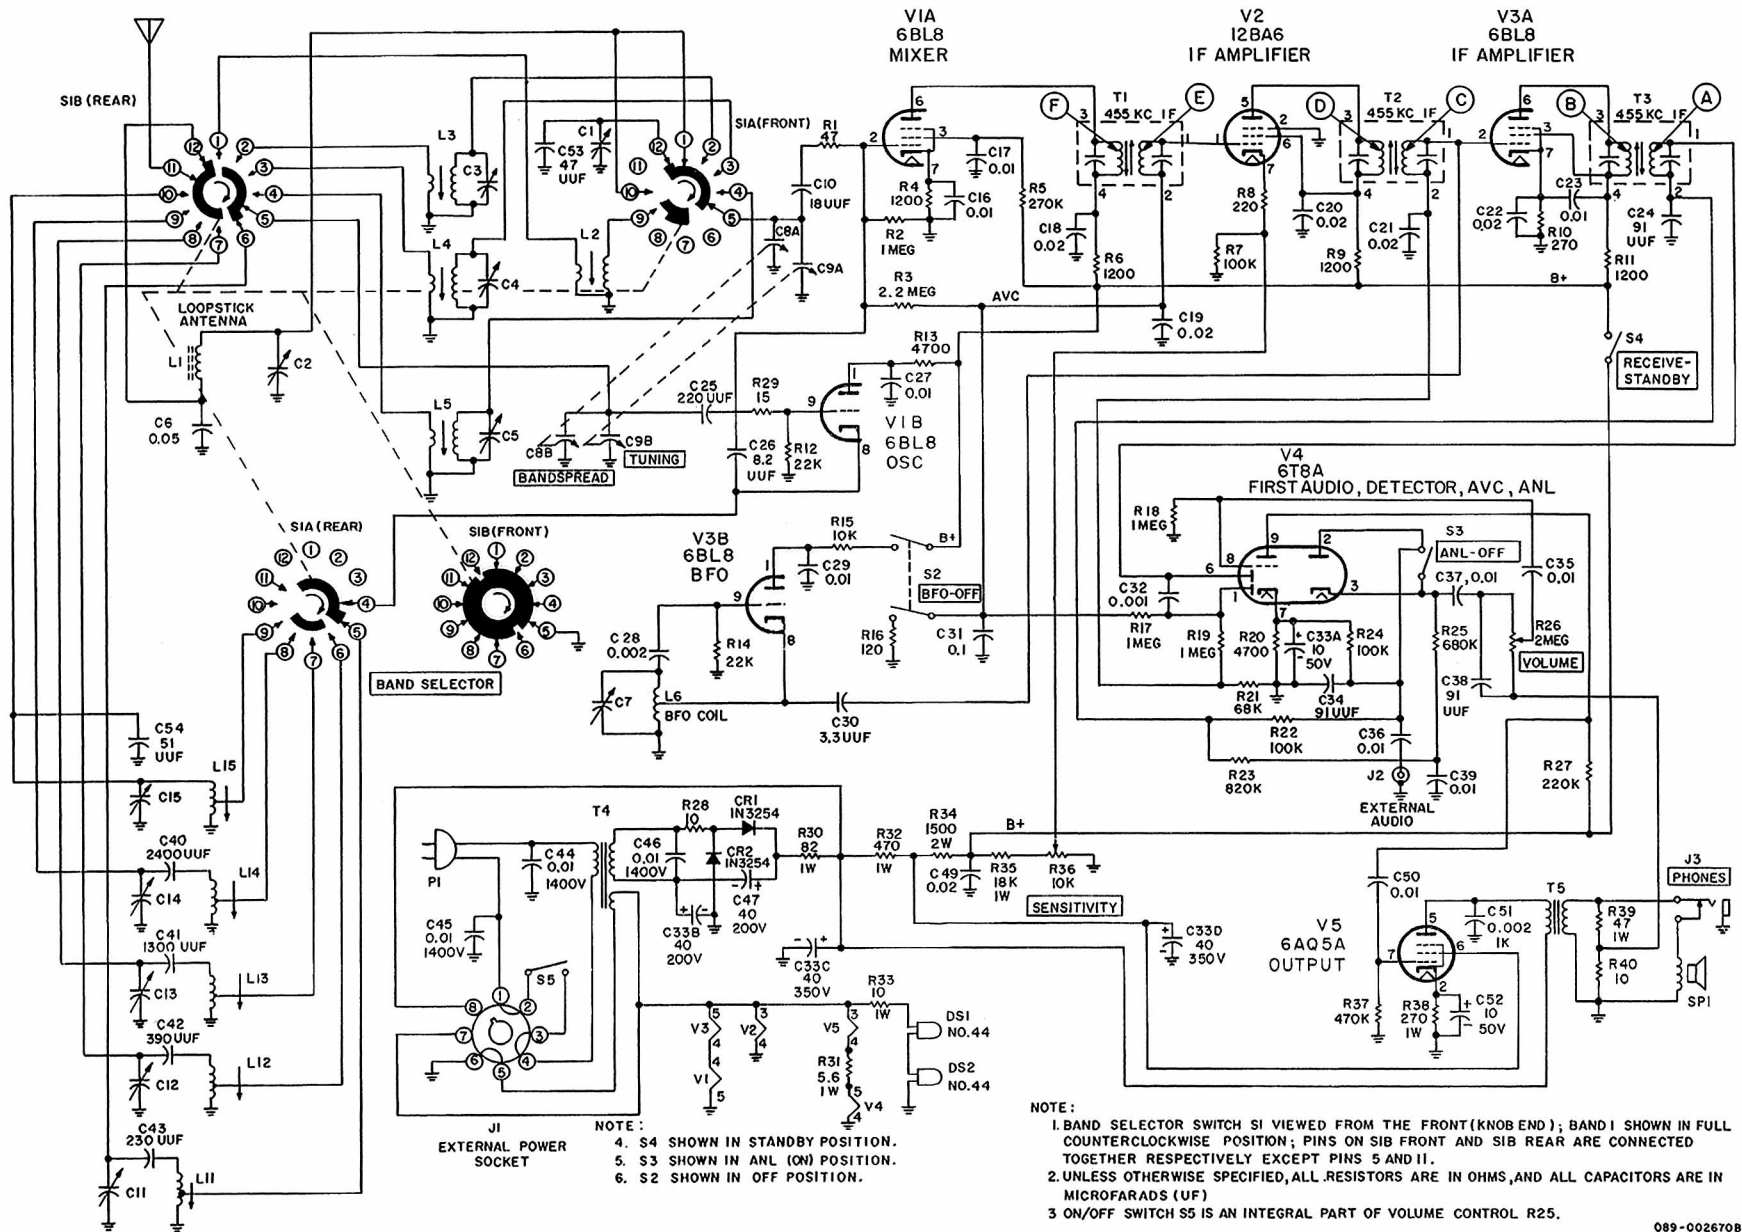 V1A
6BL8
MIXER
V2
12BA6
IF AMPLIFIER
V3A
6BL8
IF AMPLIFIER
S1B (REAR)
S1A (FRONT)
1
2
3
4
5
6
7
8
9
10
11
12
L3
C3
L4
C4
L2
L5
C5
C53
47
UUF
C1
C10
18UUF
R1
47
C8A
C9A
LOOPSTICK
ANTENNA
L1
C2
C6
0.05
R2
1 MEG
R3
2.2 MEG
R4
1200
C16
0.01
C17
0.01
R5
270K
C18
0.02
R6
1200
F
T1
455 KC IF
E
AVC
C19
0.02
R8
220
R7
100K
C20
0.02
R9
1200
D
T2
455 KC IF
C
C21
0.02
C22
0.02
R10
270
C23
0.01
B
T3
455 KC IF
A
C24
91
UUF
R11
1200
B+
S4
RECEIVE-
STANDBY
R13
4700
C27
0.01
C25
220 UUF
R29
15
V1B
6BL8
OSC
R12
22K
C26
8.2
UUF
C8B
BANDSPREAD
C9B
TUNING
S1A (REAR)
S1B (FRONT)
BAND SELECTOR
V3B
6BL8
BFO
R15
10K
C29
0.01
B+
S2
BFO-OFF
R16
120
C31
0.1
R14
22K
C28
0.002
C7
L6
BFO COIL
C30
3.3UUF
V4
6T8A
FIRST AUDIO, DETECTOR, AVC, ANL
R18
1MEG
S3
ANL-OFF
C32
0.001
R17
1MEG
R19
1 MEG
R20
4700
C33A
10
50V
R24
100K
C37, 0.01
C35
0.01
R25
680K
R26
2MEG
VOLUME
C38
91
UUF
R21
68K
C34
91UUF
R22
100K
R23
820K
C36
0.01
J2
EXTERNAL
AUDIO
C39
0.01
R27
220K
C54
51
UUF
L15
C15
C40
2400UUF
L14
C14
C41
1300 UUF
L13
C13
C42
390 UUF
L12
C12
C43
230 UUF
L11
C11
P1
C44
0.01
1400V
C45
0.01
1400V
T4
C46
0.01
1400V
R28
10
CR1
1N3254
CR2
1N3254
C47
40
200V
C33B
40
200V
R30
82
1W
C33C
40
350V
R32
470
1W
R34
1500
2W
B+
C49
0.02
R35
18K
1W
R36
10K
SENSITIVITY
C33D
40
350V
S5
J1
EXTERNAL POWER
SOCKET
V3
V2
V1
V5
R31
5.6
1W
V4
R33
10
1W
DS1
NO.44
DS2
NO.44
C50
0.01
V5
6AQ5A
OUTPUT
R37
470K
R38
270
1W
C52
10
50V
C51
0.002
1K
T5
R39
47
1W
R40
10
J3
PHONES
SP1
NOTE:
4. S4 SHOWN IN STANDBY POSITION.
5. S3 SHOWN IN ANL (ON) POSITION.
6. S2 SHOWN IN OFF POSITION.
NOTE:
1. BAND SELECTOR SWITCH S1 VIEWED FROM THE FRONT (KNOB END); BAND 1 SHOWN IN FULL
COUNTERCLOCKWISE POSITION; PINS ON S1B FRONT AND S1B REAR ARE CONNECTED
TOGETHER RESPECTIVELY EXCEPT PINS 5 AND 11.
2. UNLESS OTHERWISE SPECIFIED, ALL RESISTORS ARE IN OHMS, AND ALL CAPACITORS ARE IN
MICROFARADS (UF)
3 ON/OFF SWITCH S5 IS AN INTEGRAL PART OF VOLUME CONTROL R25.
089-002670B